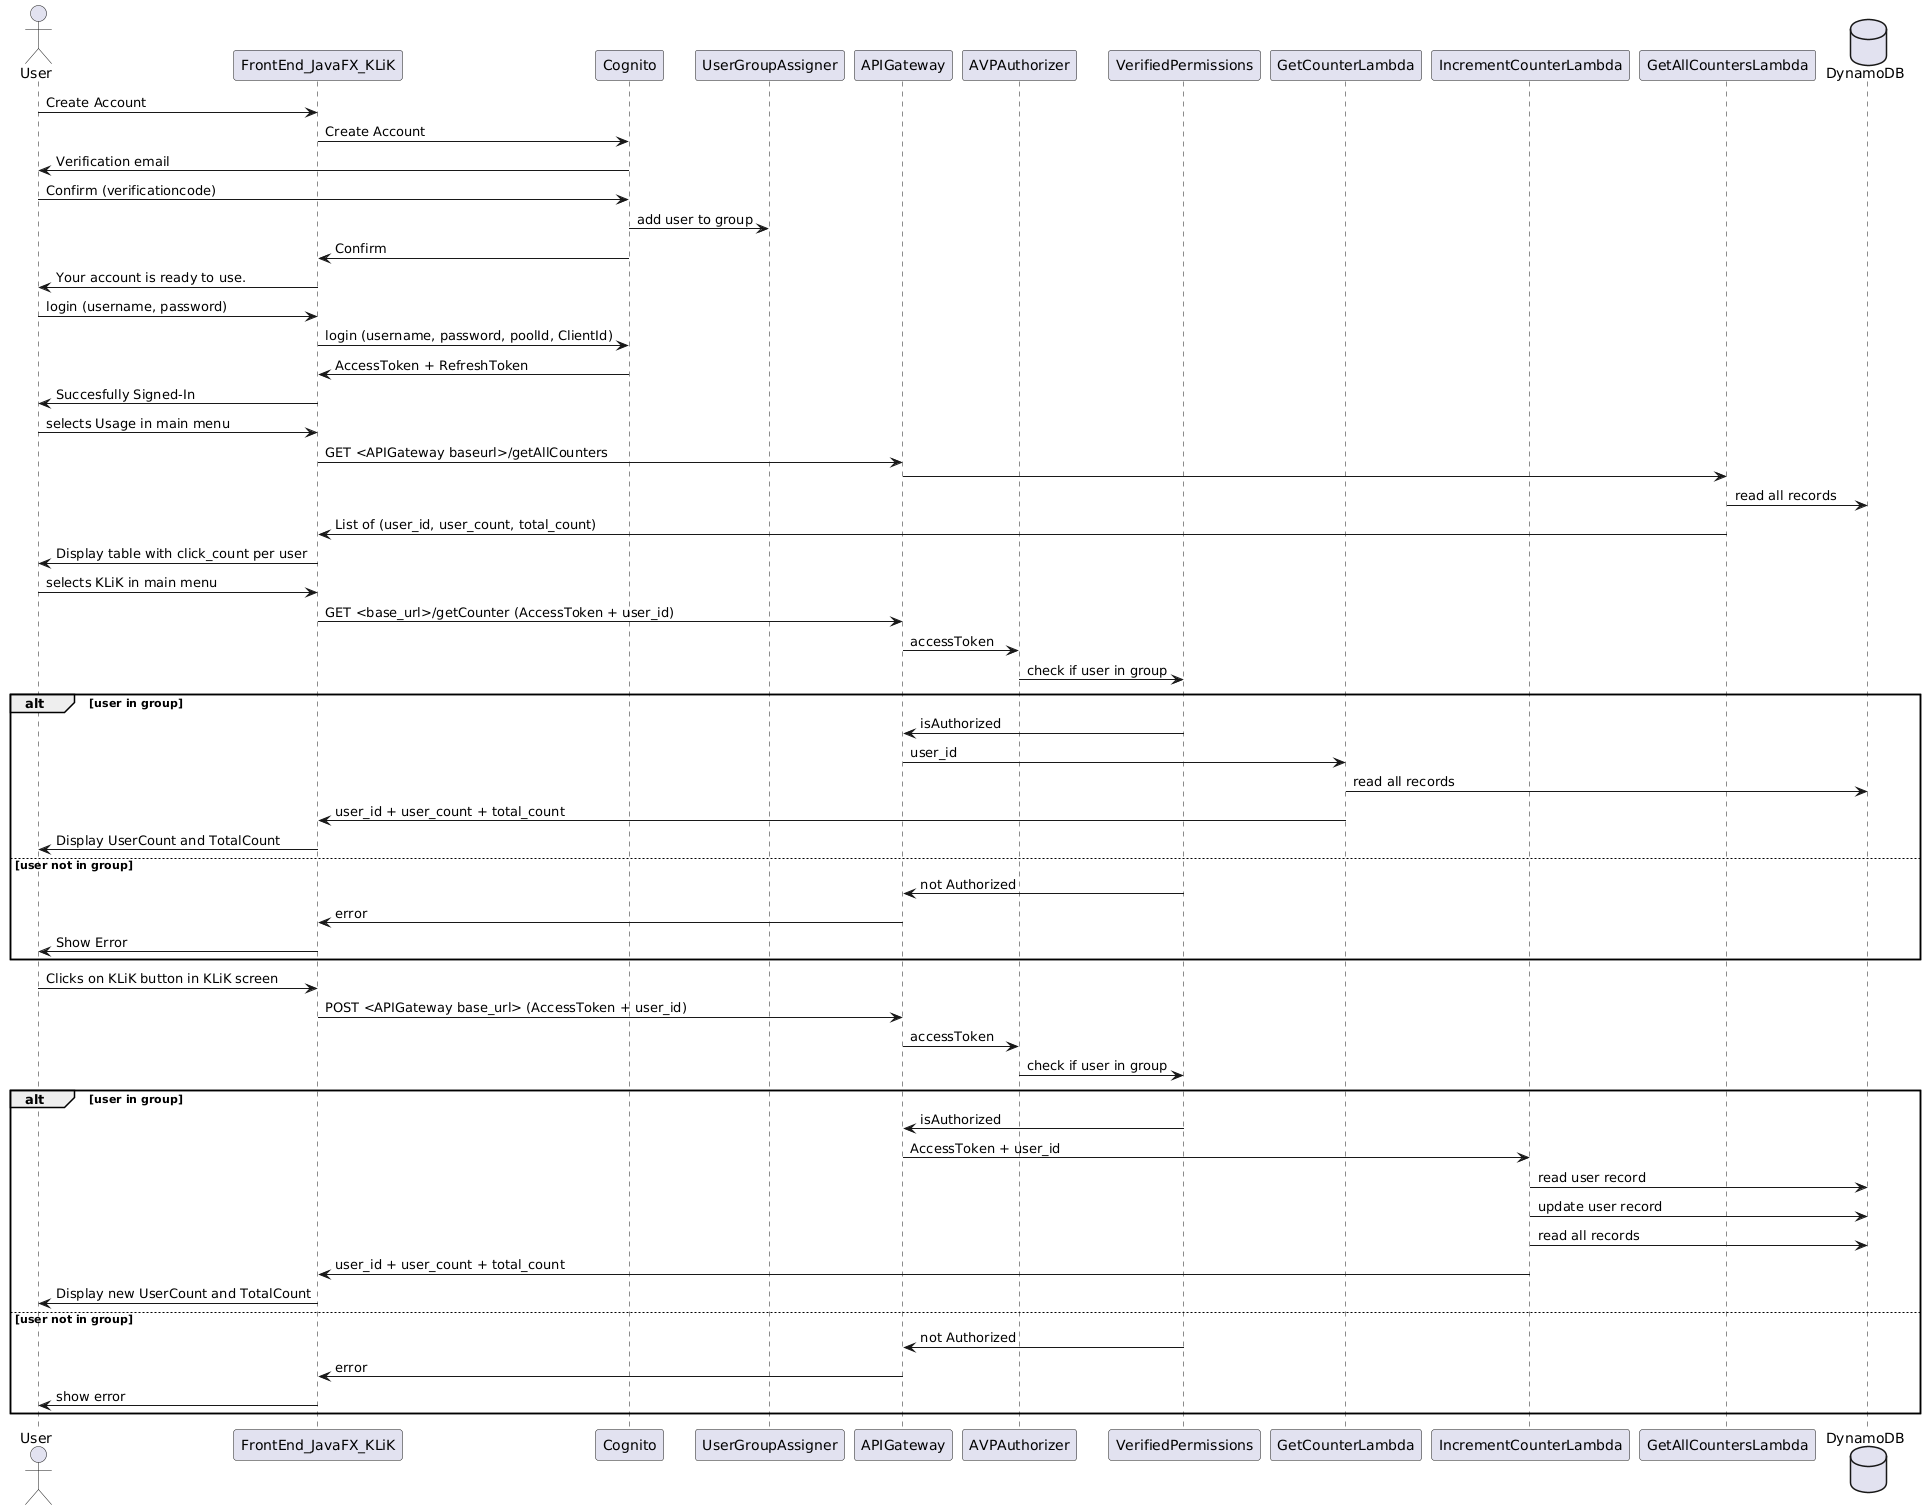 User
FrontEnd_JavaFX_KLiK
Cognito
UserGroupAssigner
APIGateway
AVPAuthorizer
VerifiedPermissions
GetCounterLambda
IncrementCounterLambda
GetAllCountersLambda
DynamoDB
Create Account
Create Account
Verification email
Confirm (verificationcode)
add user to group
Confirm
Your account is ready to use.
login (username, password)
login (username, password, poolId, ClientId)
AccessToken + RefreshToken
Succesfully Signed-In
selects Usage in main menu
GET <APIGateway baseurl>/getAllCounters
read all records
List of (user_id, user_count, total_count)
Display table with click_count per user
selects KLiK in main menu
GET <base_url>/getCounter (AccessToken + user_id)
accessToken
check if user in group
alt [user in group]
isAuthorized
user_id
read all records
user_id + user_count + total_count
Display UserCount and TotalCount
[user not in group]
not Authorized
error
Show Error
Clicks on KLiK button in KLiK screen
POST <APIGateway base_url> (AccessToken + user_id)
accessToken
check if user in group
alt [user in group]
isAuthorized
AccessToken + user_id
read user record
update user record
read all records
user_id + user_count + total_count
Display new UserCount and TotalCount
[user not in group]
not Authorized
error
show error
User
FrontEnd_JavaFX_KLiK
Cognito
UserGroupAssigner
APIGateway
AVPAuthorizer
VerifiedPermissions
GetCounterLambda
IncrementCounterLambda
GetAllCountersLambda
DynamoDB